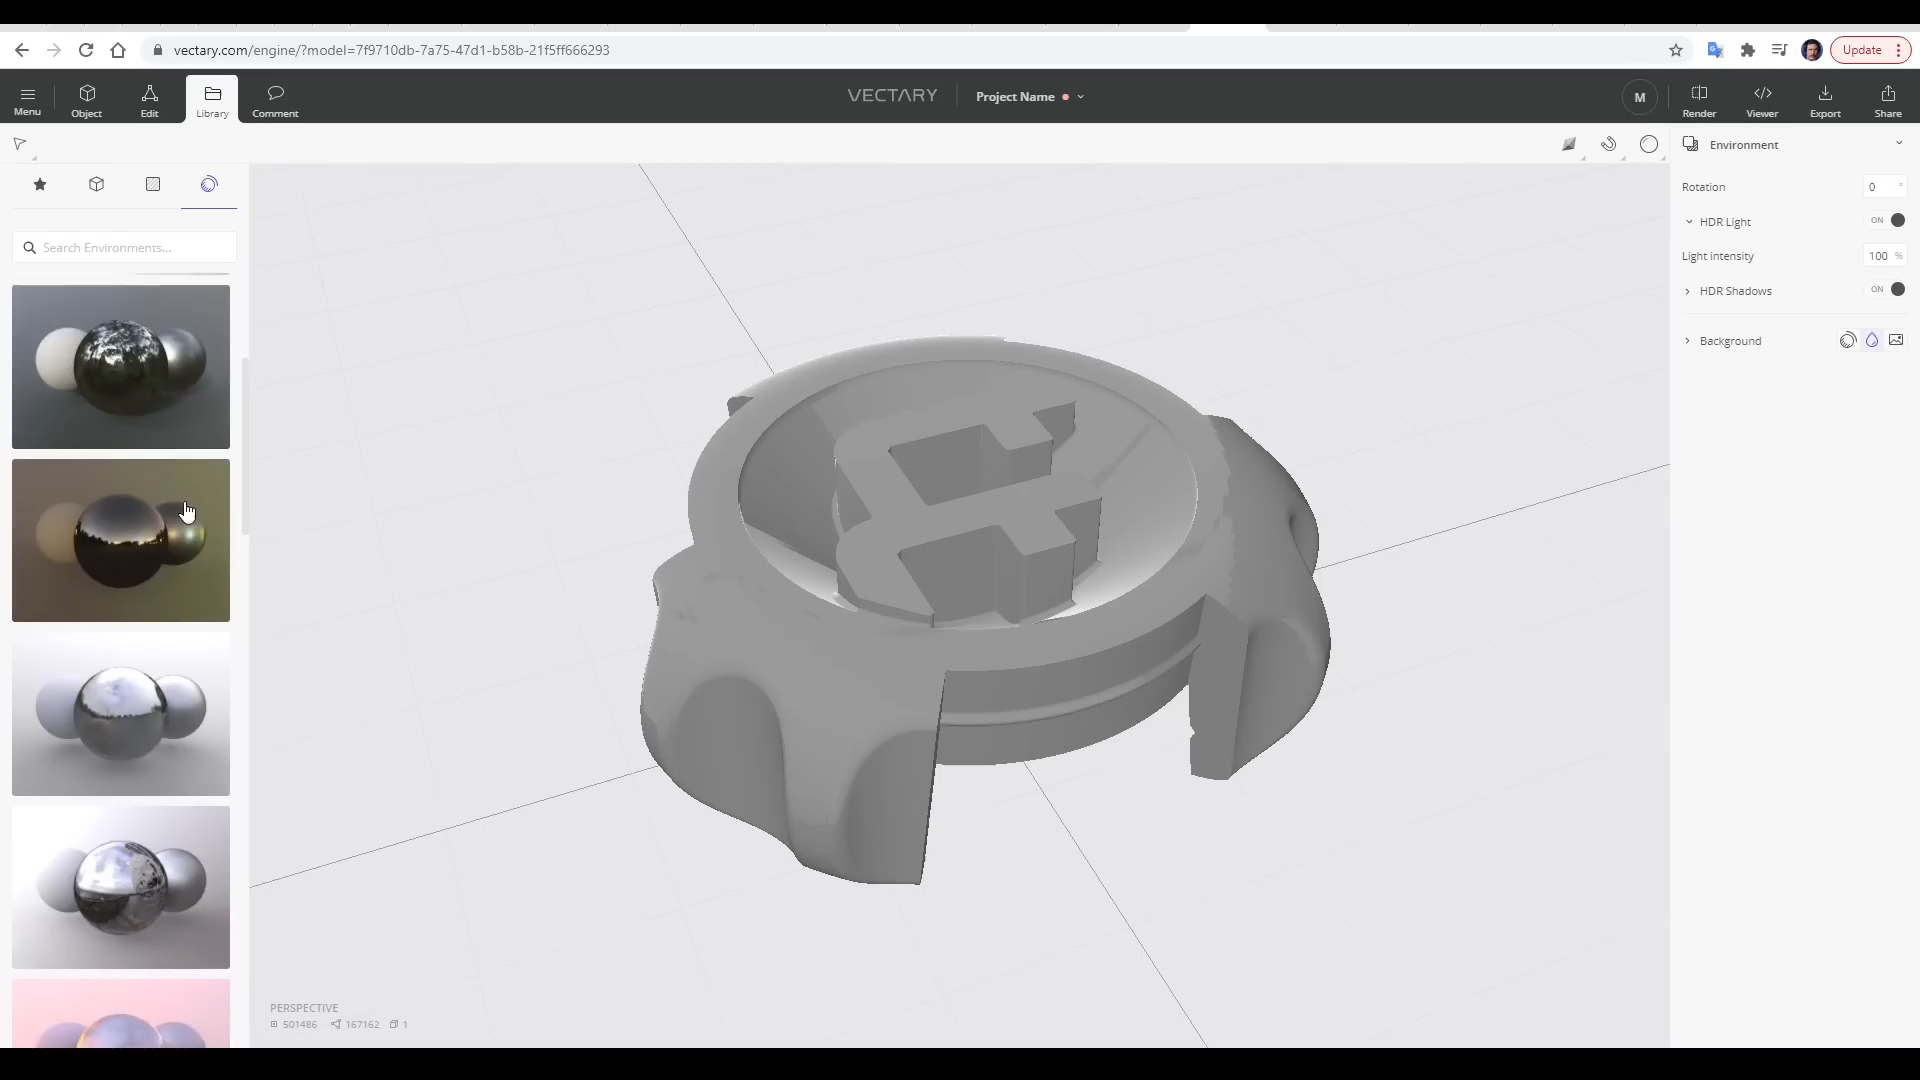 vectary.com/engine/?model=7f9710db-7a75-47d1-b58b-21f5ff666293
Update
Menu
Object
Edit
Library
Comment
VECTARY
Project Name
M
Render
Viewer
Export
Share
Environment
Search Environments...
Rotation
0 °
HDR Light
ON
Light intensity
100 %
HDR Shadows
ON
Background
PERSPECTIVE
501486 167162 1